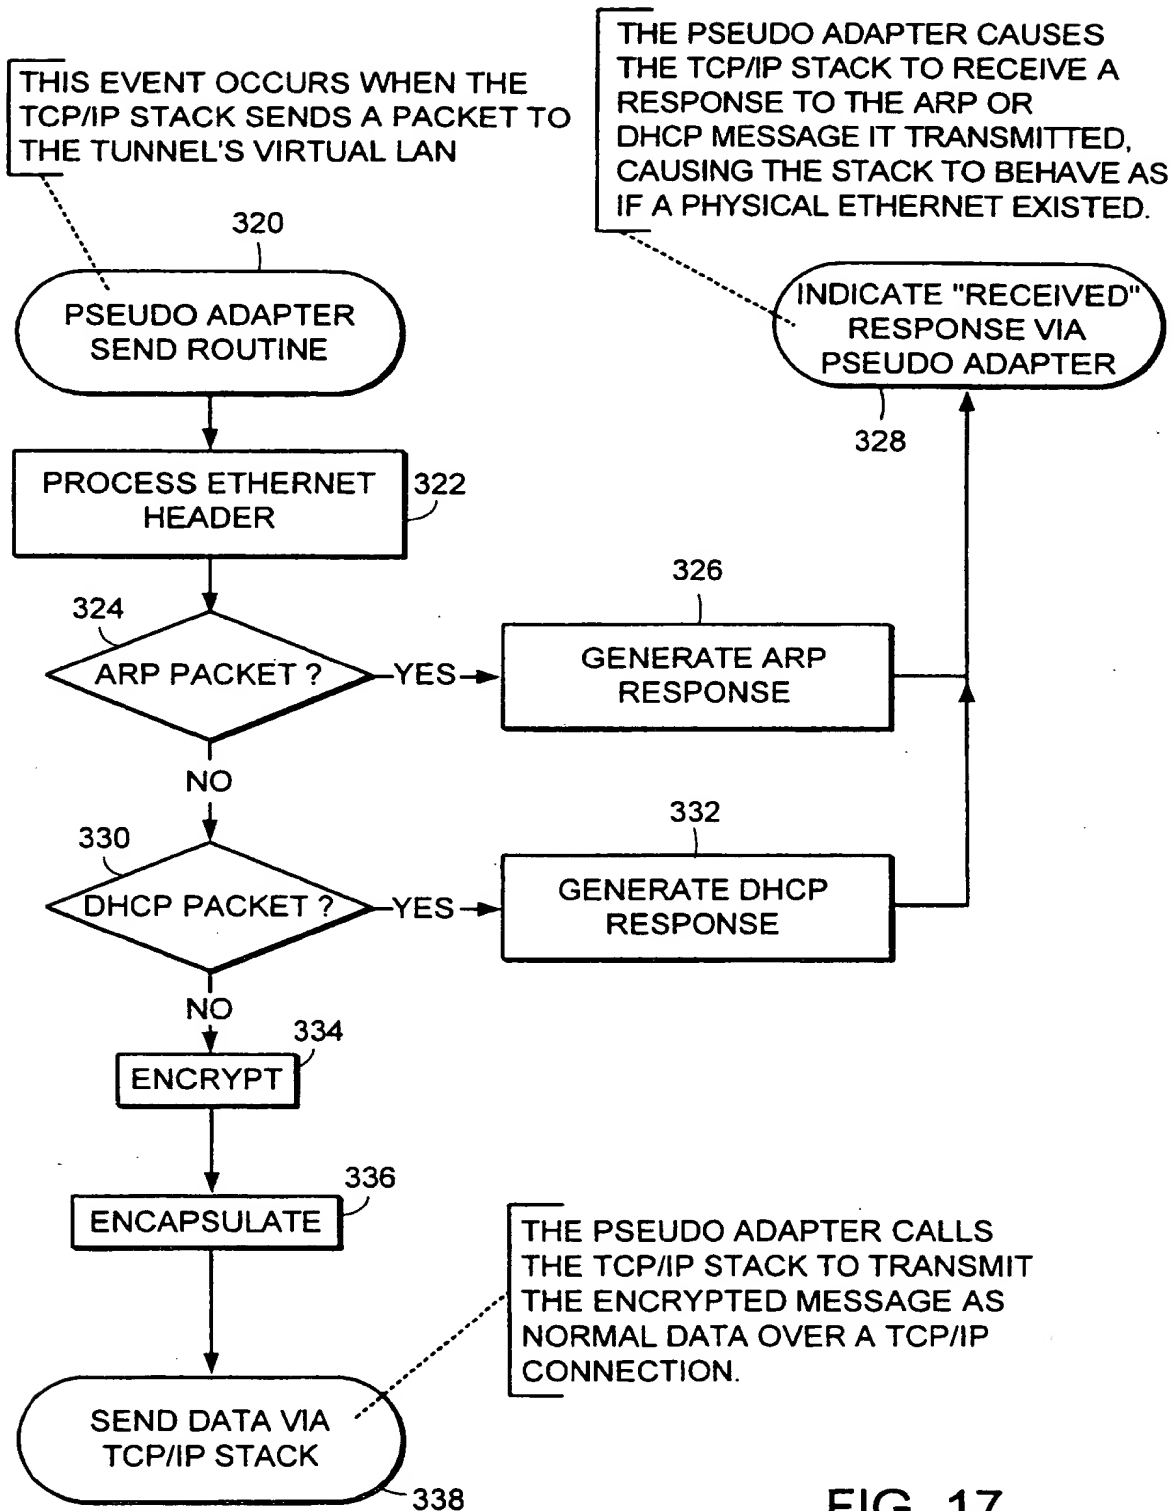 THIS EVENT OCCURS WHEN THE
TCP/IP STACK SENDS A PACKET TO
THE TUNNEL'S VIRTUAL LAN
THE PSEUDO ADAPTER CAUSES
THE TCP/IP STACK TO RECEIVE A
RESPONSE TO THE ARP OR
DHCP MESSAGE IT TRANSMITTED,
CAUSING THE STACK TO BEHAVE AS
IF A PHYSICAL ETHERNET EXISTED.
320
PSEUDO ADAPTER
SEND ROUTINE
INDICATE "RECEIVED"
RESPONSE VIA
PSEUDO ADAPTER
328
PROCESS ETHERNET
HEADER
322
324
ARP PACKET ?
YES
326
GENERATE ARP
RESPONSE
NO
330
DHCP PACKET ?
YES
332
GENERATE DHCP
RESPONSE
NO
334
ENCRYPT
336
ENCAPSULATE
THE PSEUDO ADAPTER CALLS
THE TCP/IP STACK TO TRANSMIT
THE ENCRYPTED MESSAGE AS
NORMAL DATA OVER A TCP/IP
CONNECTION.
SEND DATA VIA
TCP/IP STACK
338
FIG. 17